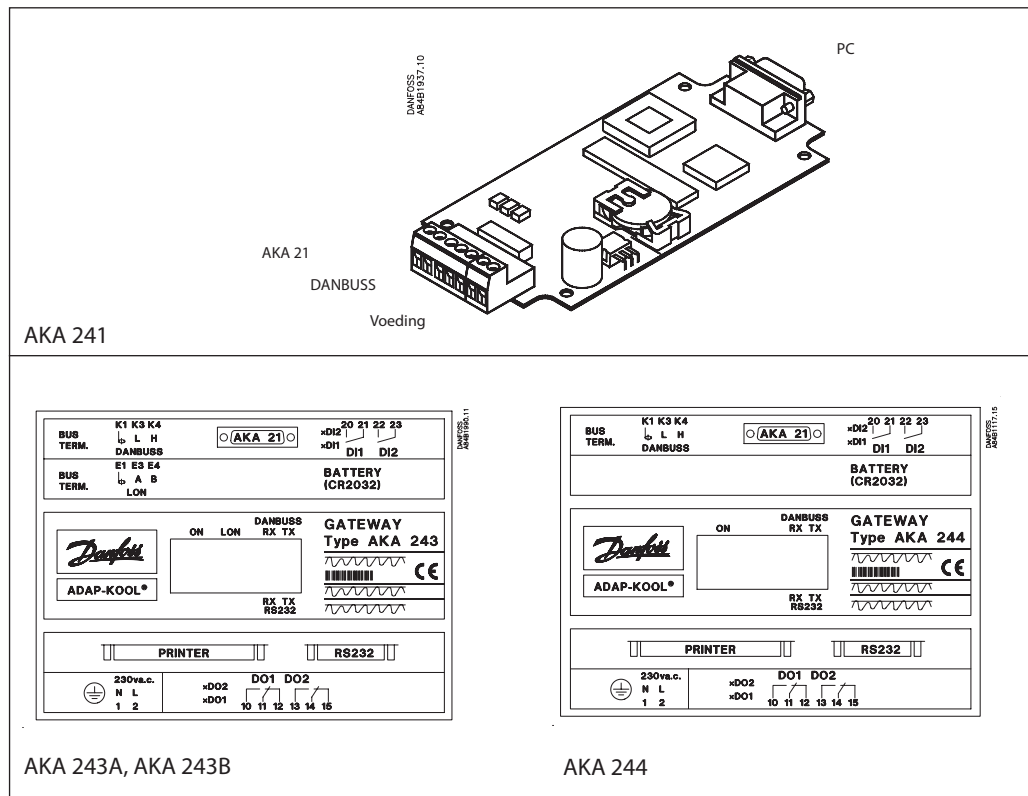 DANFOSS
A84B1937.10
PC
AKA 21
DANBUSS
Voeding
AKA 241
BUS TERM.
K1 K3 K4
L H
DANBUSS
AKA 21
xDI2
xDI1
20 21 22 23
DI1 DI2
BUS TERM.
E1 E3 E4
A B
LON
BATTERY
(CR2032)
DANFOSS
A84B1990.11
Danfoss
ADAP-KOOL®
ON LON
DANBUSS
RX TX
RX TX
RS232
GATEWAY
Type AKA 243
CE
PRINTER
RS232
230va.c.
N L
1 2
xDO2
xDO1
DO1 DO2
10 11 12 13 14 15
AKA 243A, AKA 243B
BUS TERM.
K1 K3 K4
L H
DANBUSS
AKA 21
xDI2
xDI1
20 21 22 23
DI1 DI2
BATTERY
(CR2032)
DANFOSS
A84B1117.15
Danfoss
ADAP-KOOL®
ON
DANBUSS
RX TX
RX TX
RS232
GATEWAY
Type AKA 244
CE
PRINTER
RS232
230va.c.
N L
1 2
xDO2
xDO1
DO1 DO2
10 11 12 13 14 15
AKA 244